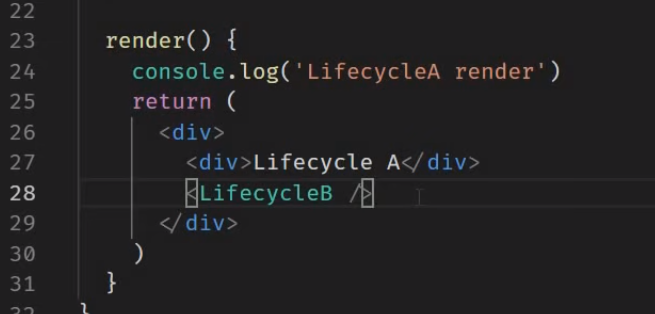 22
23 render() {
24 console.log('LifecycleA render')
25 return (
26 <div>
27 <div>Lifecycle A</div>
28 <LifecycleB />
29 </div>
30 )
31 }
32 }